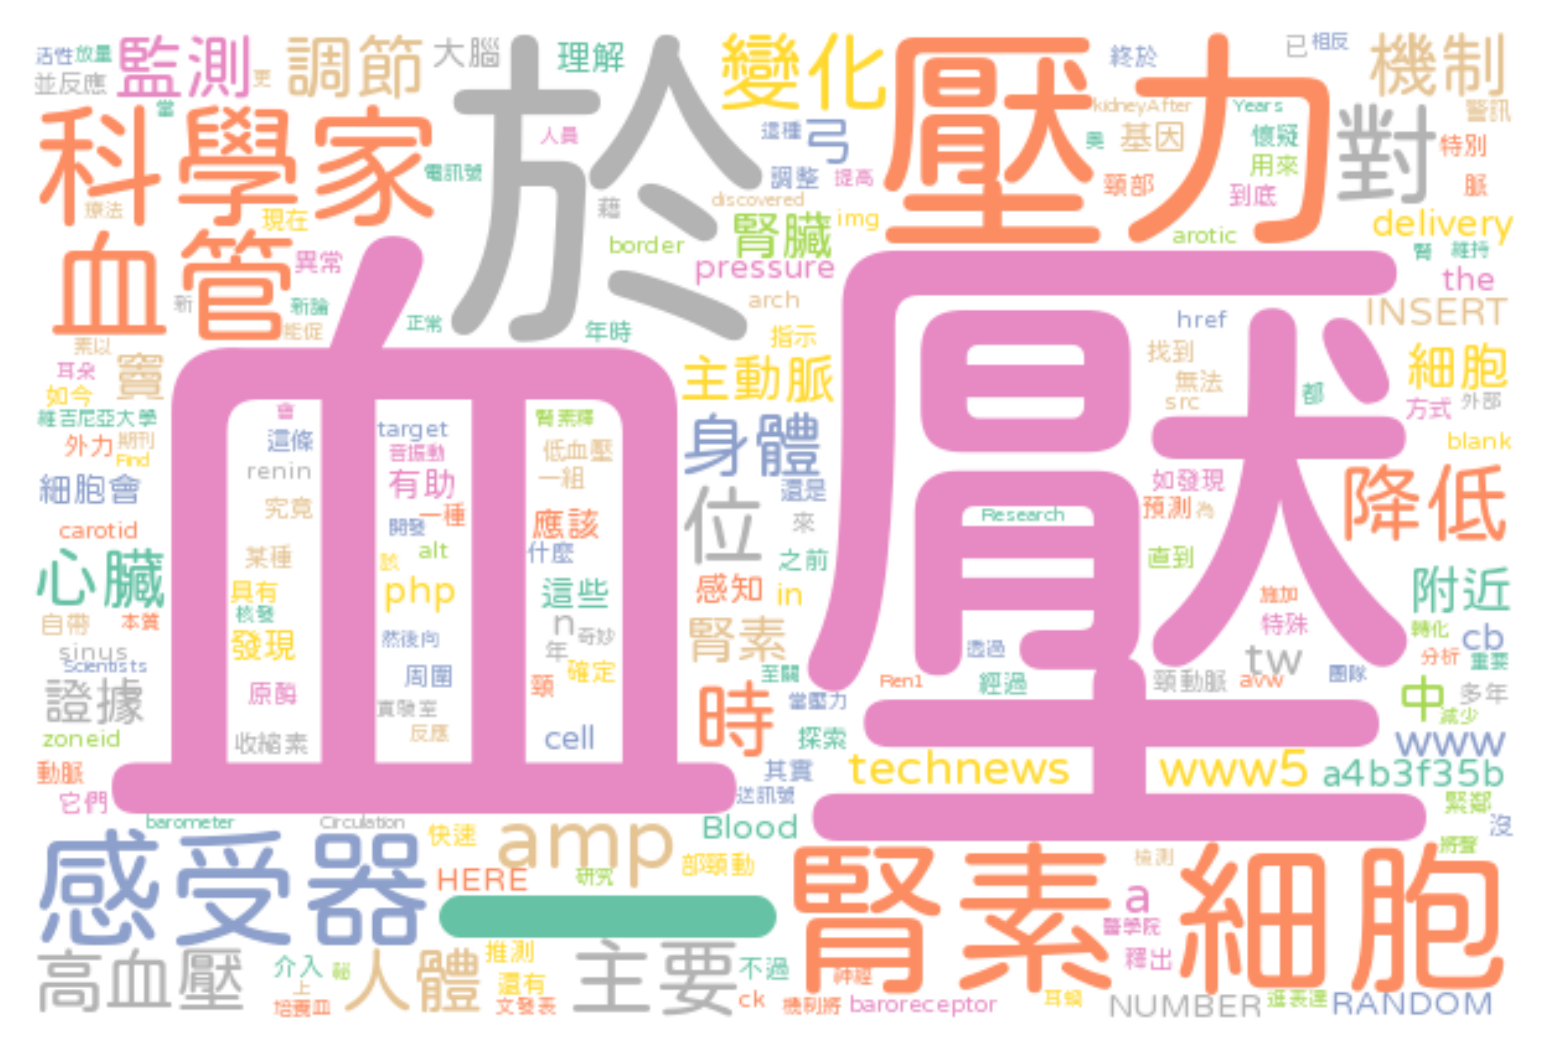 活性 放量 監測 更 調節 大腦 理解 變化 壓力 終於 已 相反 機制
並反應 當 科學家 人員 於 這種 弓 kidneyAfter Years 警訊
電訊號 調整 提高 奧 基因 懷疑 用來 對 特別
療法 現在 藉 discovered 頸部 到底 脈
血管 異常 border 腎臟 img arotic delivery
pressure 腎 維持 the
新 新論 能促 正常 年時 arch 指示 href INSERT
素以 耳朵 竇 如今 主動脈 找到 無法 src 都 細胞 方式 外部
維吉尼亞大學 會 這條 target 音振動 腎素釋 低血壓 身體 blank
外力 期刊 Find renin 有助 一組 還是 如發現 降低
細胞會 究竟 開發 一種 應該 位 來 Research 預測 為
carotid 某種 該 alt 什麼 之前 直到
心臟 具有 核發 php 這些 感知 in 施加 附近
自帶 本質 發現 然後向 n 年 奇妙 腎素 特殊 轉化 cb
sinus Scientists 周圍 確定 至關 透過 tw 分析 重要
證據 原酶 實驗室 頸 時 當壓力 Ren1 經過 頸動脈 avw 團隊 中 多年 減少
zoneid 收縮素 反應 cell 探索 www
動脈 它們 血壓 其實 送訊號 technews www5 a4b3f35b 緊鄰
barometer Circulation 快速 amp Blood 沒
感受器 HERE 研究 部頸動 腎素細胞 檢測 a 將聲
一 醫學院
高血壓 介入 上 秘 人體 推測 還有 主要 不過 神經 釋出
培養血 文發表 ck 機制將 baroreceptor 耳蝸 NUMBER 進表達 RANDOM